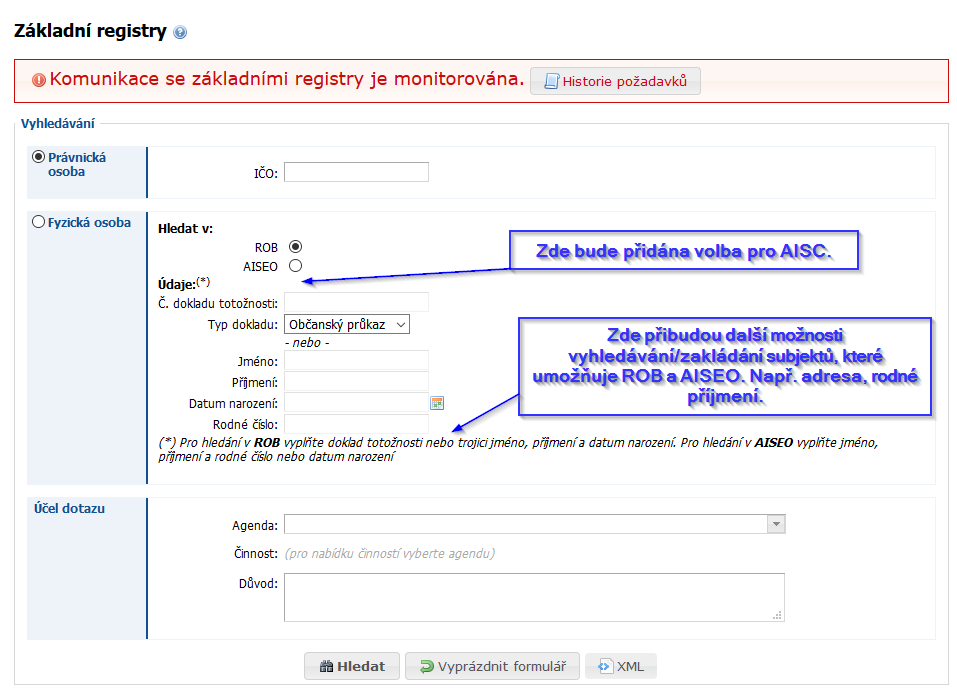 Základní registry
Komunikace se základními registry je monitorována. Historie požadavků
Vyhledávání
Právnická
osoba
IČO:
Fyzická osoba
Hledat v:
ROB
AISEO
Zde bude přidána volba pro AISC.
Údaje:(*)
Č. dokladu totožnosti:
Typ dokladu: Občanský průkaz
- nebo -
Zde přibudou další možnosti
vyhledávání/zakládání subjektů, které
umožňuje ROB a AISEO. Např. adresa, rodné
příjmení.
Jméno:
Příjmení:
Datum narození:
Rodné číslo:
(*) Pro hledání v ROB vyplňte doklad totožnosti nebo trojici jméno, příjmení a datum narození. Pro hledání v AISEO vyplňte jméno,
příjmení a rodné číslo nebo datum narození
Účel dotazu
Agenda:
Činnost: (pro nabídku činností vyberte agendu)
Důvod:
Hledat Vyprázdnit formulář XML